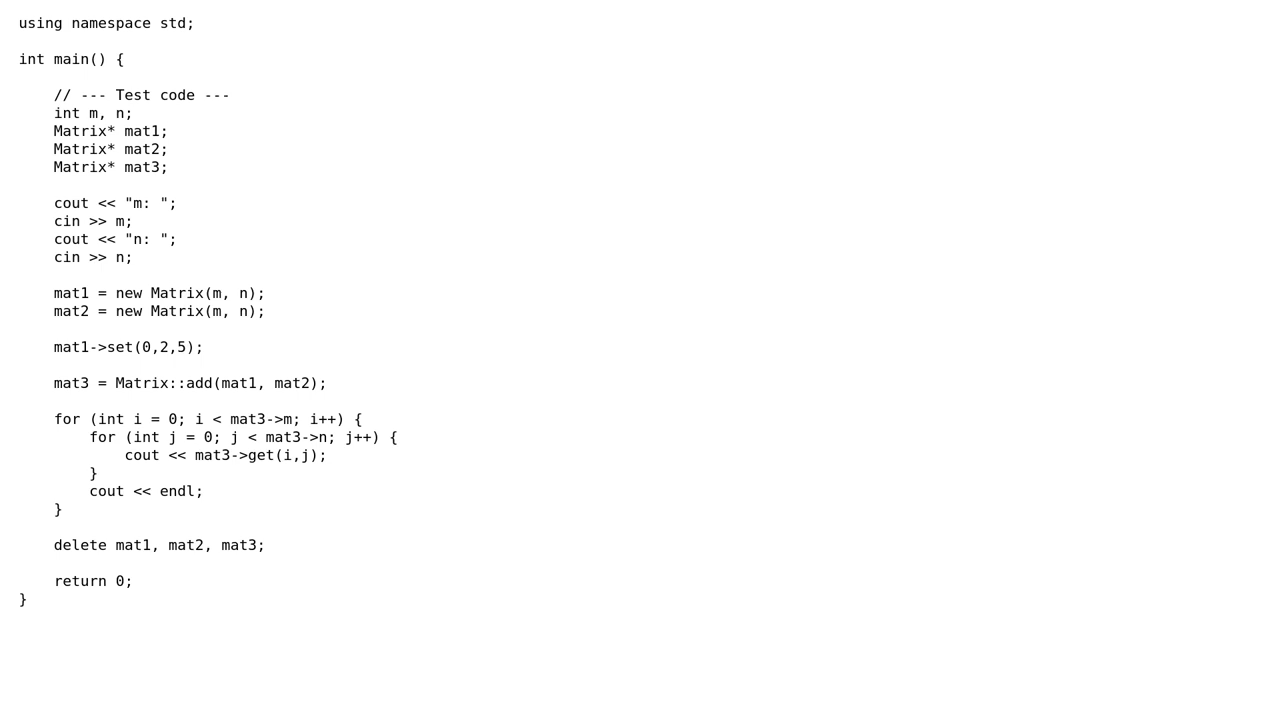 using namespace std;

int main() {

    // --- Test code ---
    int m, n;
    Matrix* mat1;
    Matrix* mat2;
    Matrix* mat3;

    cout << "m: ";
    cin >> m;
    cout << "n: ";
    cin >> n;

    mat1 = new Matrix(m, n);
    mat2 = new Matrix(m, n);

    mat1->set(0,2,5);

    mat3 = Matrix::add(mat1, mat2);

    for (int i = 0; i < mat3->m; i++) {
        for (int j = 0; j < mat3->n; j++) {
            cout << mat3->get(i,j);
        }
        cout << endl;
    }

    delete mat1, mat2, mat3;

    return 0;
}